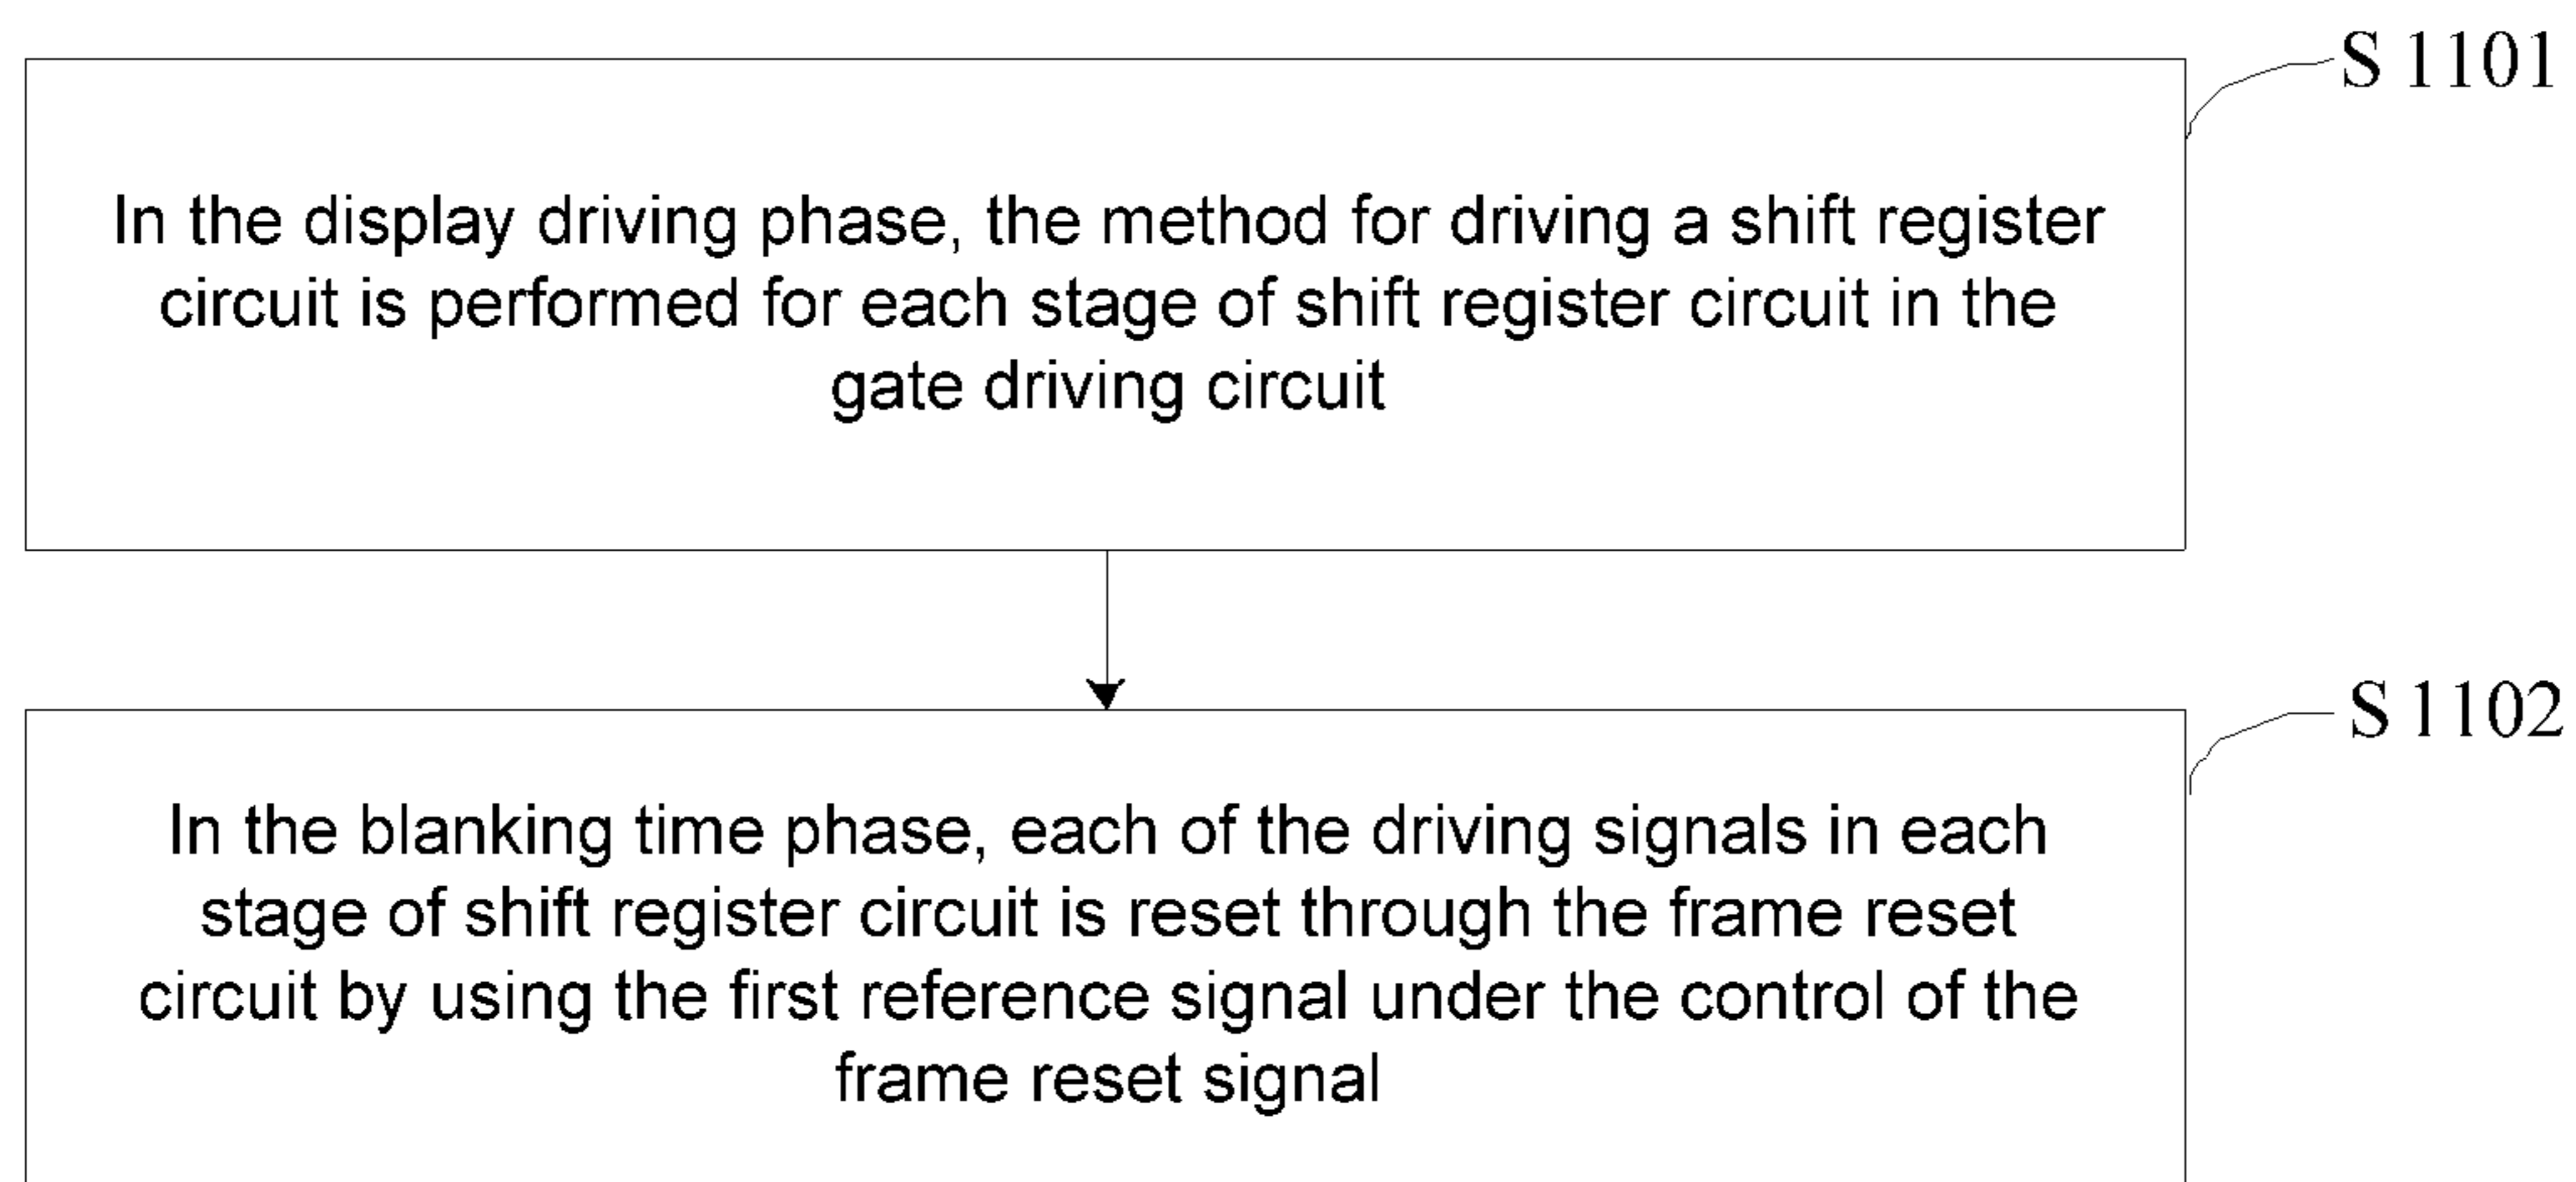 S 1101
In the display driving phase, the method for driving a shift register
circuit is performed for each stage of shift register circuit in the
gate driving circuit
S 1102
In the blanking time phase, each of the driving signals in each
stage of shift register circuit is reset through the frame reset
circuit by using the first reference signal under the control of the
frame reset signal